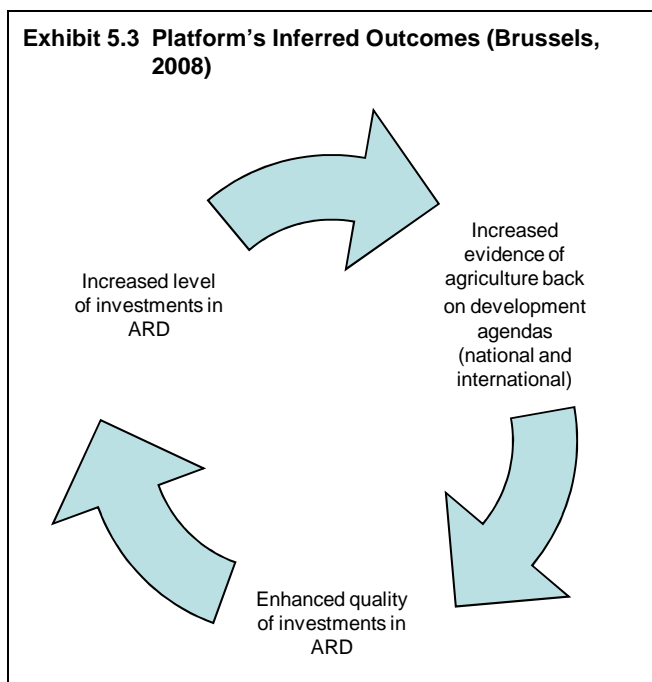 Exhibit 5.3 Platform's Inferred Outcomes (Brussels,
2008)
Increased level
of investments in
ARD
Increased
evidence of
agriculture back
on development
agendas
(national and
international)
Enhanced quality
of investments in
ARD